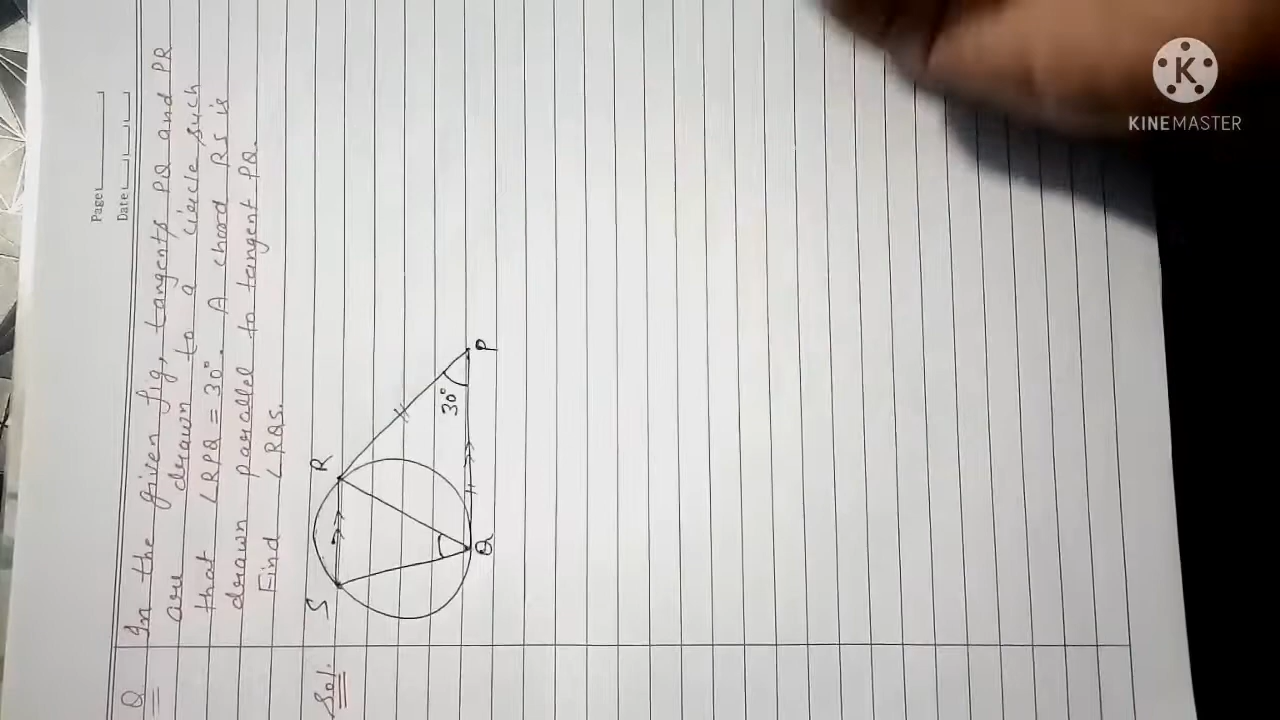 Page
Date
Q In the given fig, tangents PQ and PR
are drawn to a circle such
that ∠RPQ = 30°. A chord RS is
drawn parallel to tangent PQ.
Find ∠RQS.
Sol.
S R
30°
Q P
K
KINEMASTER